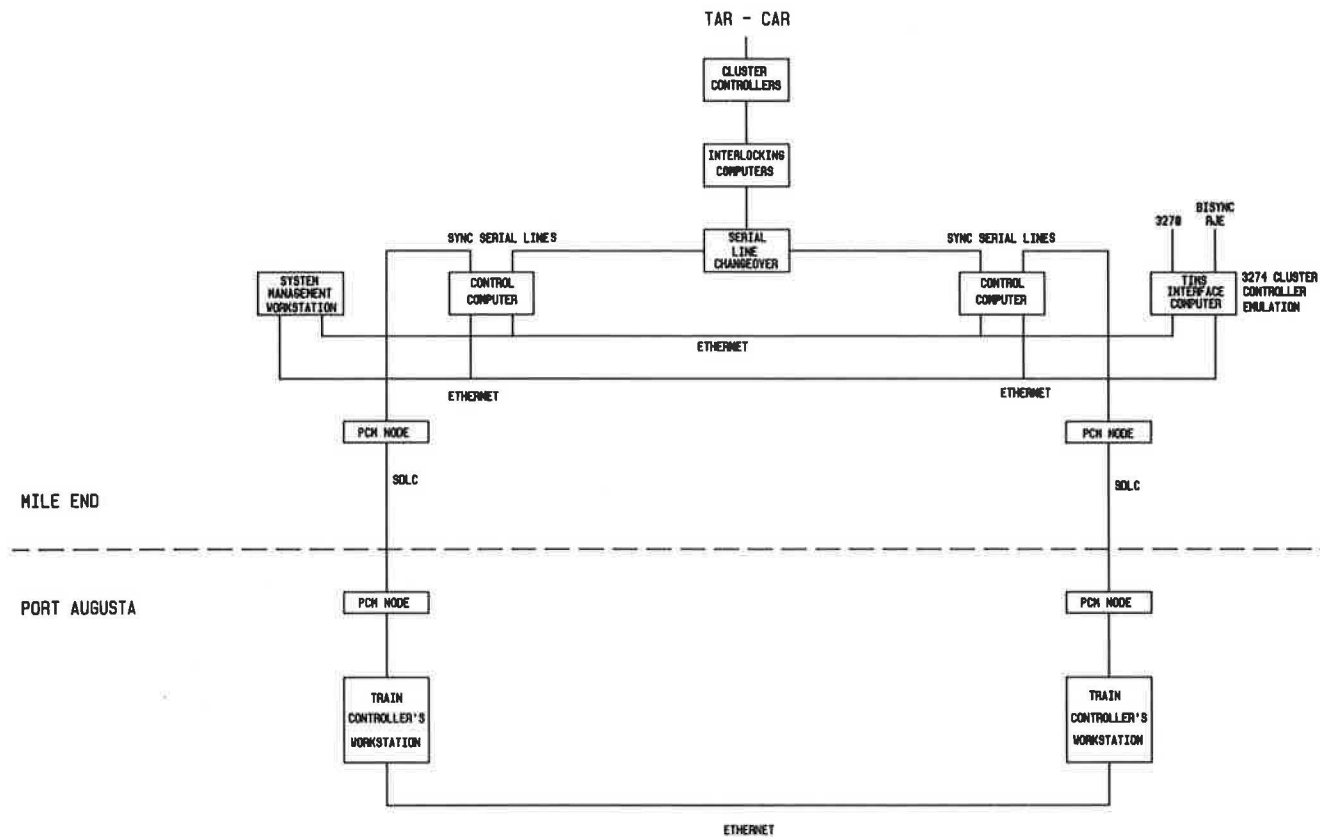 TAR - CAR
CLUSTER
CONTROLLERS
INTERLOCKING
COMPUTERS
3270
BISYNC
RJE
SYNC SERIAL LINES
SERIAL
LINE
CHANGEOVER
SYNC SERIAL LINES
SYSTEM
MANAGEMENT
WORKSTATION
CONTROL
COMPUTER
CONTROL
COMPUTER
TIMS
INTERFACE
COMPUTER
3274 CLUSTER
CONTROLLER
EMULATION
ETHERNET
ETHERNET
ETHERNET
PCM NODE
PCM NODE
SDLC
SDLC
MILE END
PORT AUGUSTA
PCM NODE
PCM NODE
TRAIN
CONTROLLER'S
WORKSTATION
TRAIN
CONTROLLER'S
WORKSTATION
ETHERNET